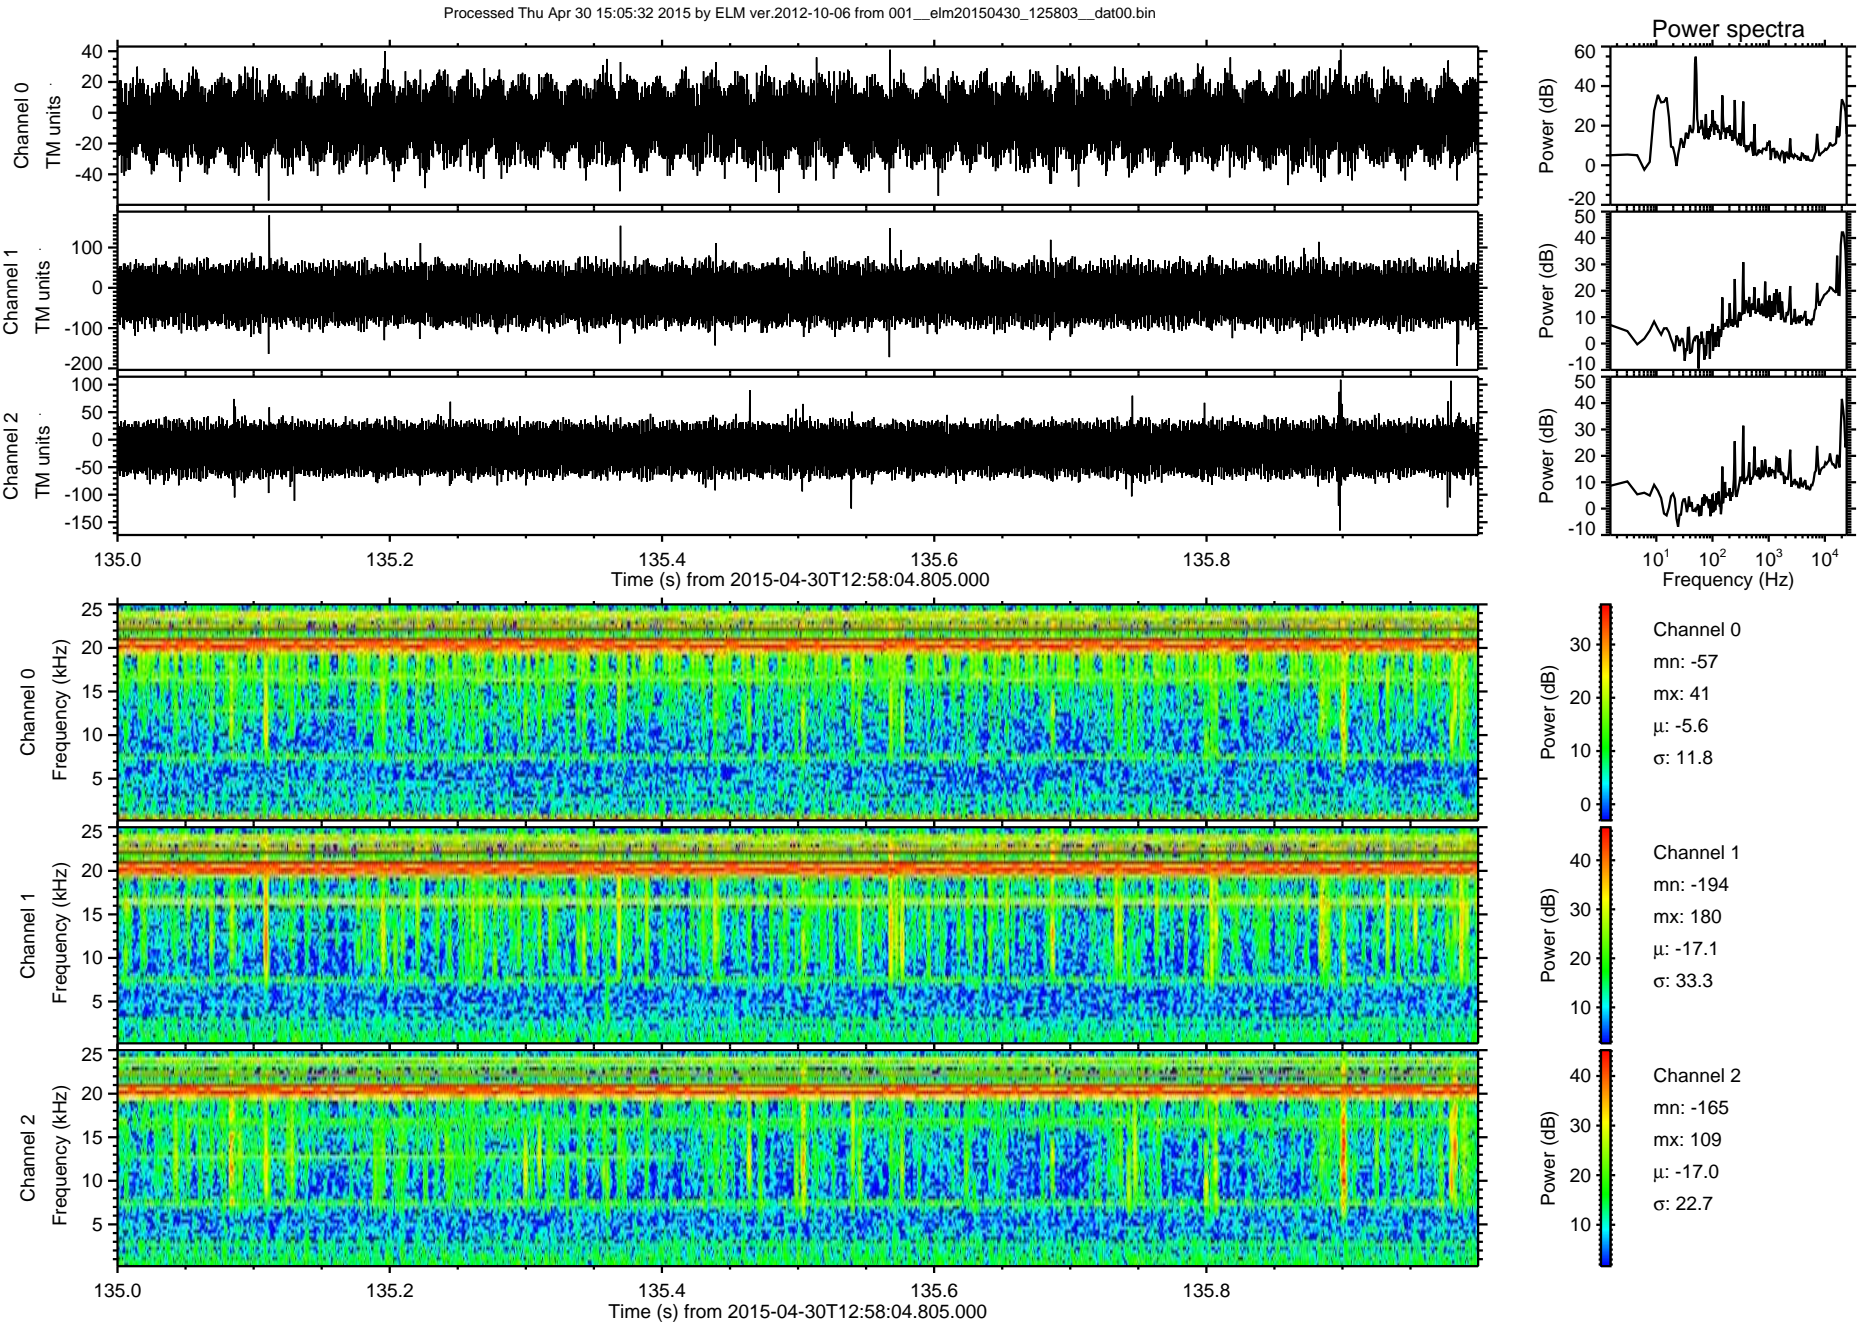 Processed Thu Apr 30 15:05:32 2015 by ELM ver.2012-10-06 from 001__elm20150430_125803__dat00.bin
Power spectra
Channel 0
TM units
40
20
0
-20
-40
Power (dB)
60
40
20
0
-20
Channel 1
TM units
100
0
-100
-200
Power (dB)
50
40
30
20
10
0
-10
Channel 2
TM units
100
50
0
-50
-100
-150
Power (dB)
50
40
30
20
10
0
-10
135.0 135.2 135.4 135.6 135.8
Time (s) from 2015-04-30T12:58:04.805.000
10^1 10^2 10^3 10^4
Frequency (Hz)
Channel 0
Frequency (kHz)
25
20
15
10
5
Power (dB)
30
20
10
0
Channel 0
mn: -57
mx: 41
μ: -5.6
σ: 11.8
Channel 1
Frequency (kHz)
25
20
15
10
5
Power (dB)
40
30
20
10
Channel 1
mn: -194
mx: 180
μ: -17.1
σ: 33.3
Channel 2
Frequency (kHz)
25
20
15
10
5
Power (dB)
40
30
20
10
Channel 2
mn: -165
mx: 109
μ: -17.0
σ: 22.7
135.0 135.2 135.4 135.6 135.8
Time (s) from 2015-04-30T12:58:04.805.000